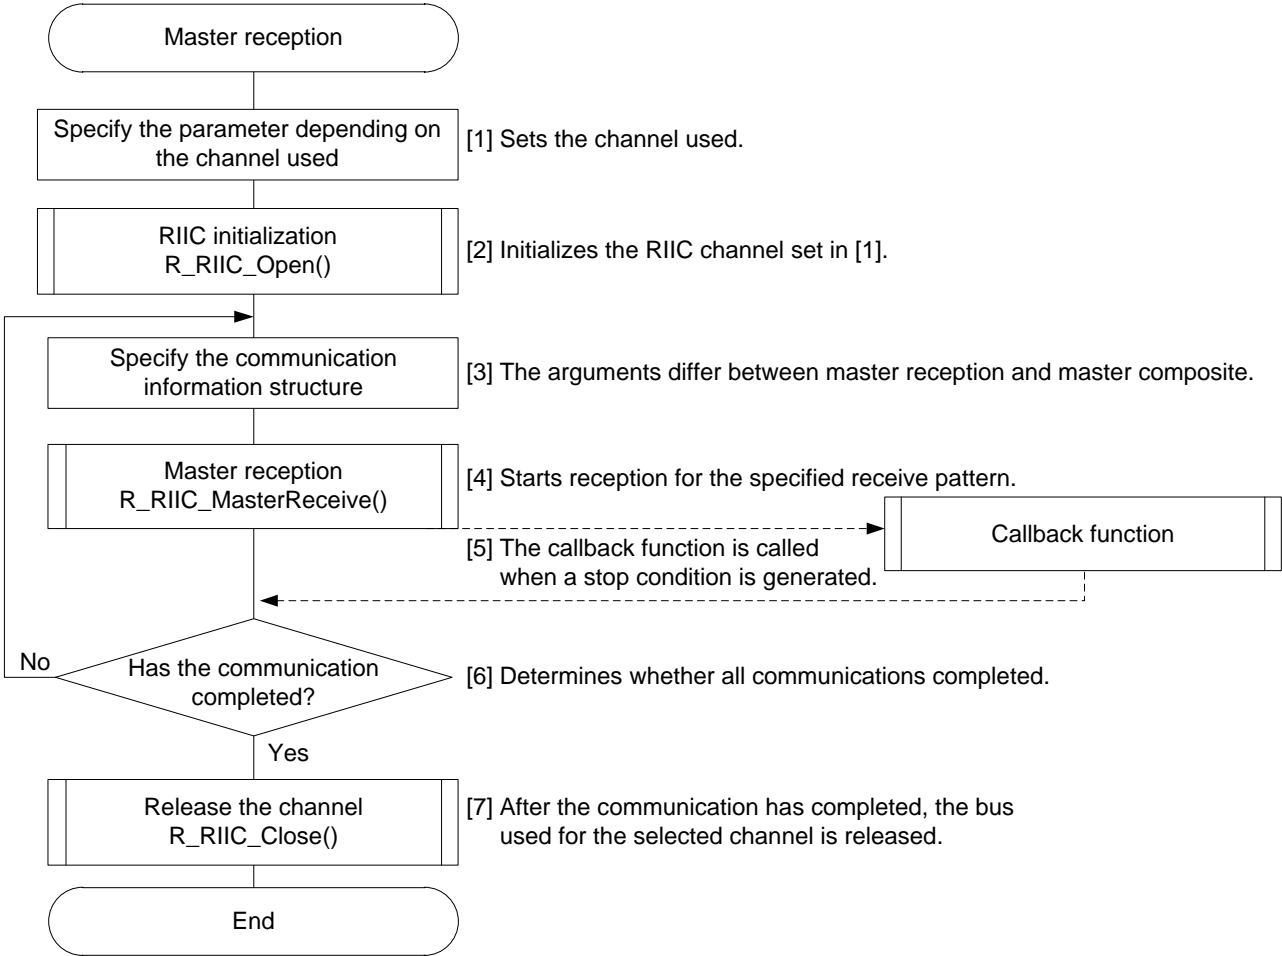 Master reception
Specify the parameter depending on
the channel used
[1] Sets the channel used.
RIIC initialization
R_RIIC_Open()
[2] Initializes the RIIC channel set in [1].
Specify the communication
information structure
[3] The arguments differ between master reception and master composite.
Master reception
R_RIIC_MasterReceive()
[4] Starts reception for the specified receive pattern.
Callback function
[5] The callback function is called
when a stop condition is generated.
No
Has the communication
completed?
[6] Determines whether all communications completed.
Yes
Release the channel
R_RIIC_Close()
[7] After the communication has completed, the bus
used for the selected channel is released.
End